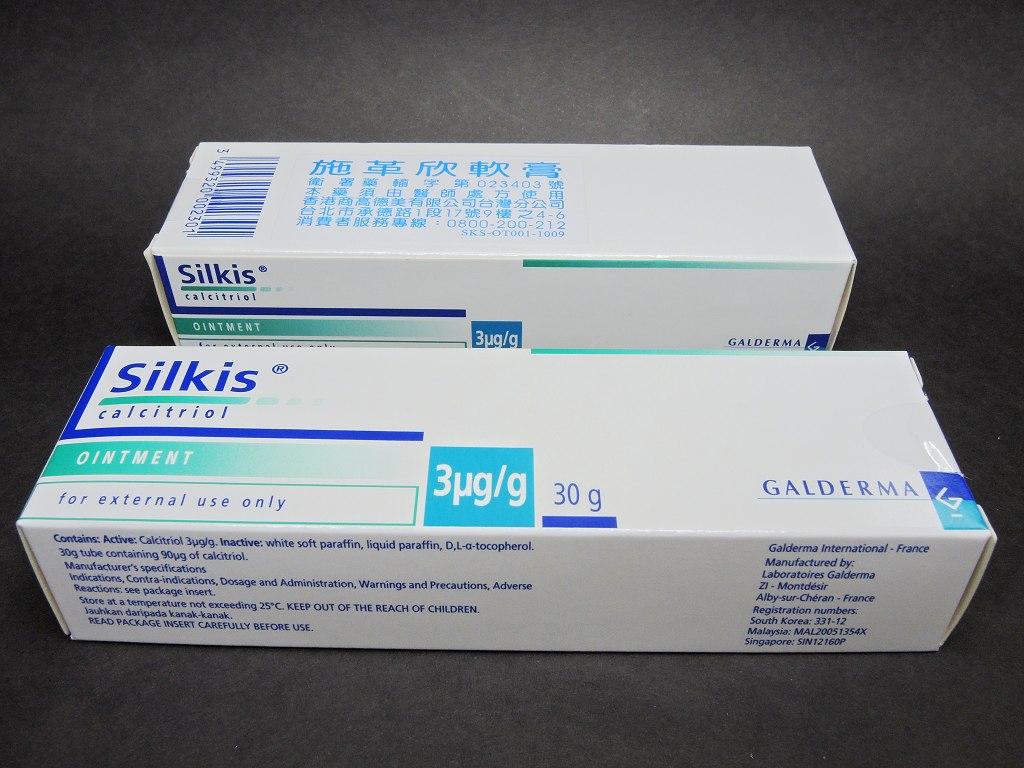 3 499320 002301
施革欣軟膏
衛署藥輸字第023403號
本藥須由醫師處方使用
香港商高德美有限公司台灣分公司
台北市承德路1段17號9樓之4-6
消費者服務專線：0800-200-212
SKS-OT001-1009
Silkis®
calcitriol
OINTMENT
for external use only
3µg/g
GALDERMA
Silkis®
calcitriol
OINTMENT
for external use only
3µg/g
30 g
GALDERMA
Contains: Active: Calcitriol 3µg/g. Inactive: white soft paraffin, liquid paraffin, D,L-α-tocopherol.
30g tube containing 90µg of calcitriol.
Manufacturer's specifications
Indications, Contra-indications, Dosage and Administration, Warnings and Precautions, Adverse
Reactions: see package insert.
Store at a temperature not exceeding 25°C. KEEP OUT OF THE REACH OF CHILDREN.
Jauhkan daripada kanak-kanak.
READ PACKAGE INSERT CAREFULLY BEFORE USE.
Galderma International - France
Manufactured by:
Laboratoires Galderma
ZI - Montdésir
Alby-sur-Chéran - France
Registration numbers:
South Korea: 331-12
Malaysia: MAL20051354X
Singapore: SIN12160P